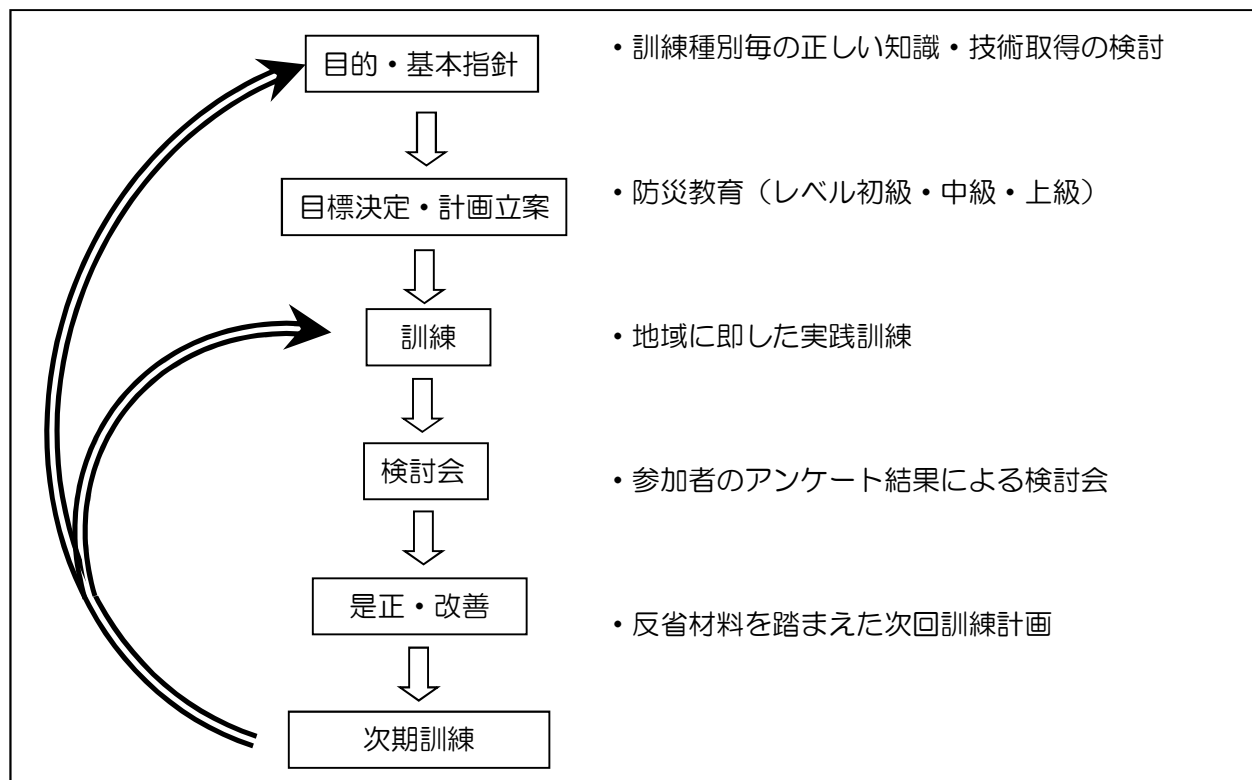 目的・基本指針
・訓練種別毎の正しい知識・技術取得の検討
目標決定・計画立案
・防災教育（レベル初級・中級・上級）
訓練
・地域に即した実践訓練
検討会
・参加者のアンケート結果による検討会
是正・改善
・反省材料を踏まえた次回訓練計画
次期訓練